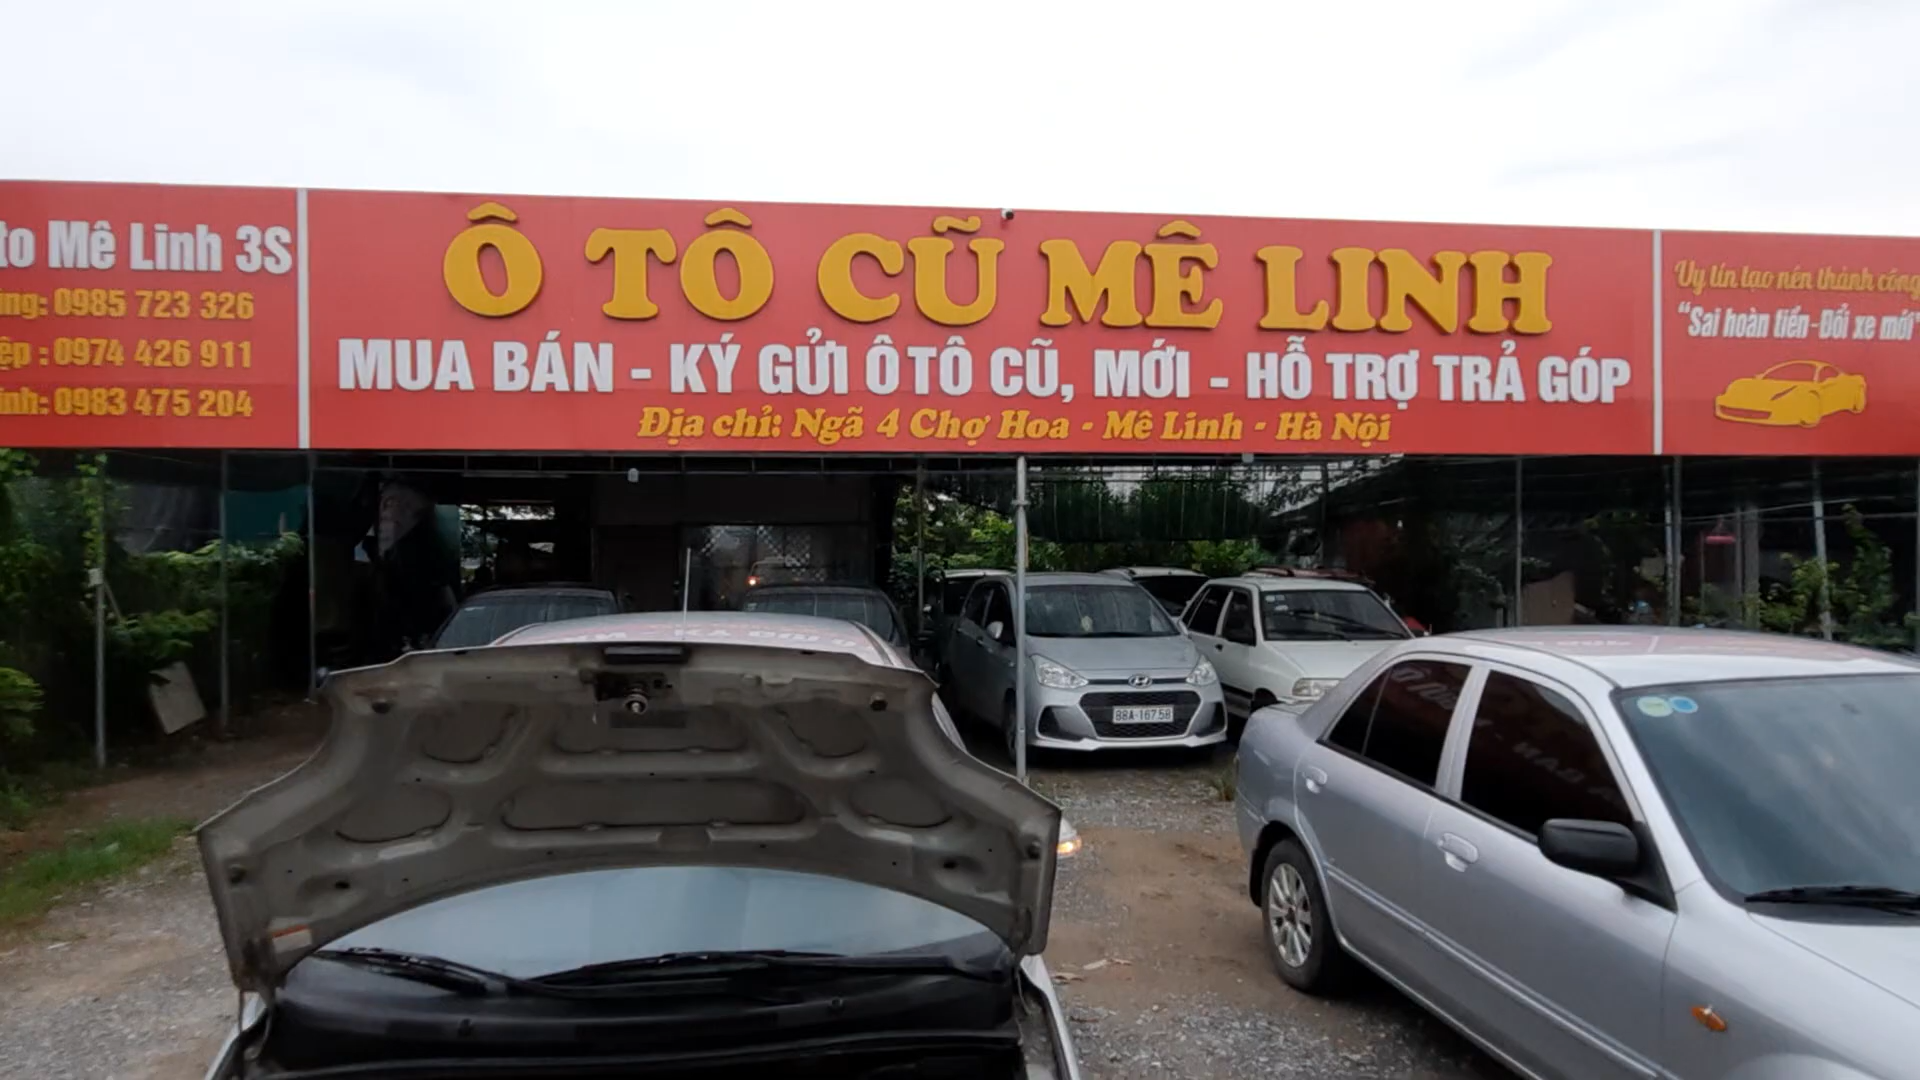 to Mê Linh 3S
ng: 0985 723 326
ệp : 0974 426 911
inh: 0983 475 204
Ô TÔ CŨ MÊ LINH
MUA BÁN - KÝ GỬI Ô TÔ CŨ, MỚI - HỖ TRỢ TRẢ GÓP
Địa chỉ: Ngã 4 Chợ Hoa - Mê Linh - Hà Nội
Uy tín tạo nên thành công
“Sai hoàn tiền - Đổi xe mới”
88A-167.58